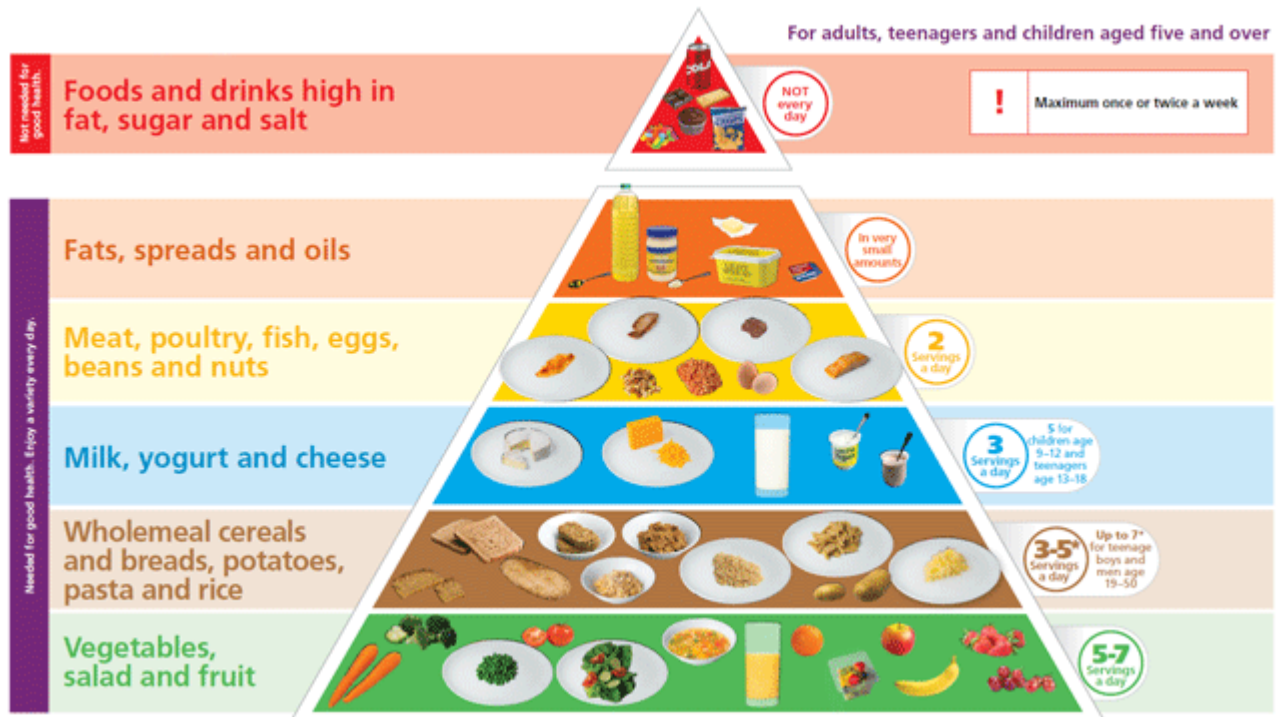 For adults, teenagers and children aged five and over
Not needed for
good health.
Foods and drinks high in
fat, sugar and salt
COLA
CRISPS
NOT
every
day
!
Maximum once or twice a week
Needed for good health. Enjoy a variety every day.
Fats, spreads and oils
In very
small
amounts
Meat, poultry, fish, eggs,
beans and nuts
2
Servings
a day
Milk, yogurt and cheese
3
Servings
a day
5 for
children age
9–12 and
teenagers
age 13–18
Wholemeal cereals
and breads, potatoes,
pasta and rice
3-5*
Servings
a day
Up to 7*
for teenage
boys and
men age
19–50
Vegetables,
salad and fruit
5-7
Servings
a day